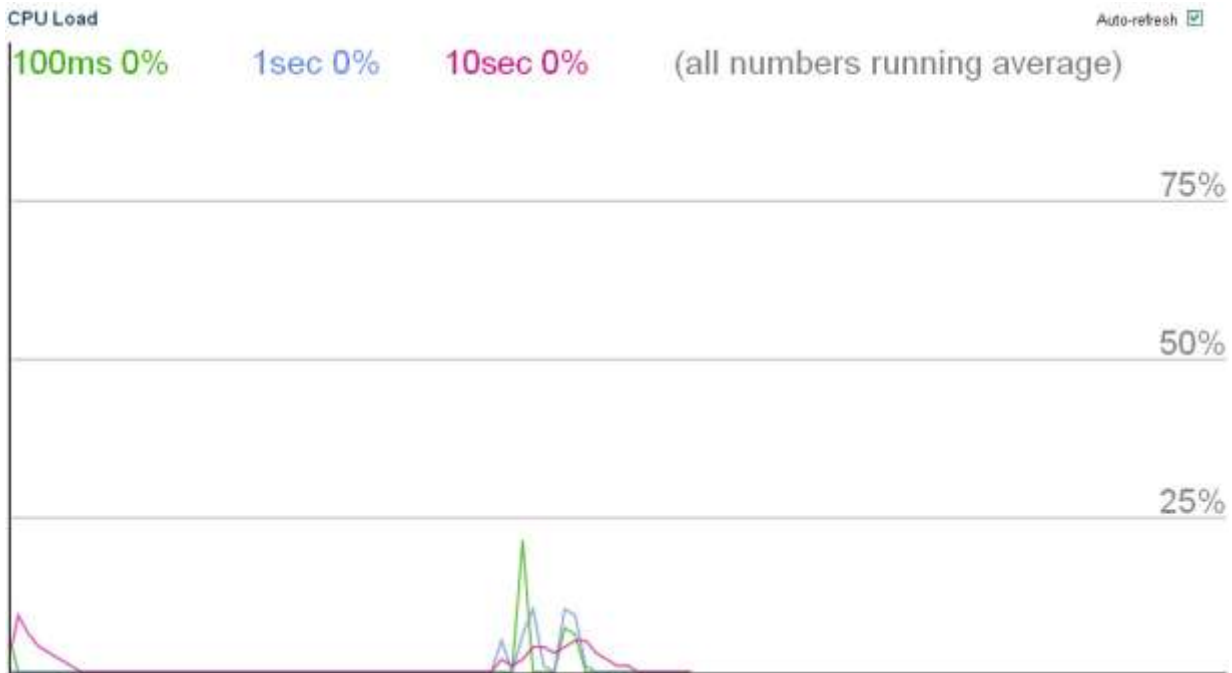 CPU Load
Auto-refresh
100ms 0% 1sec 0% 10sec 0% (all numbers running average)
75%
50%
25%